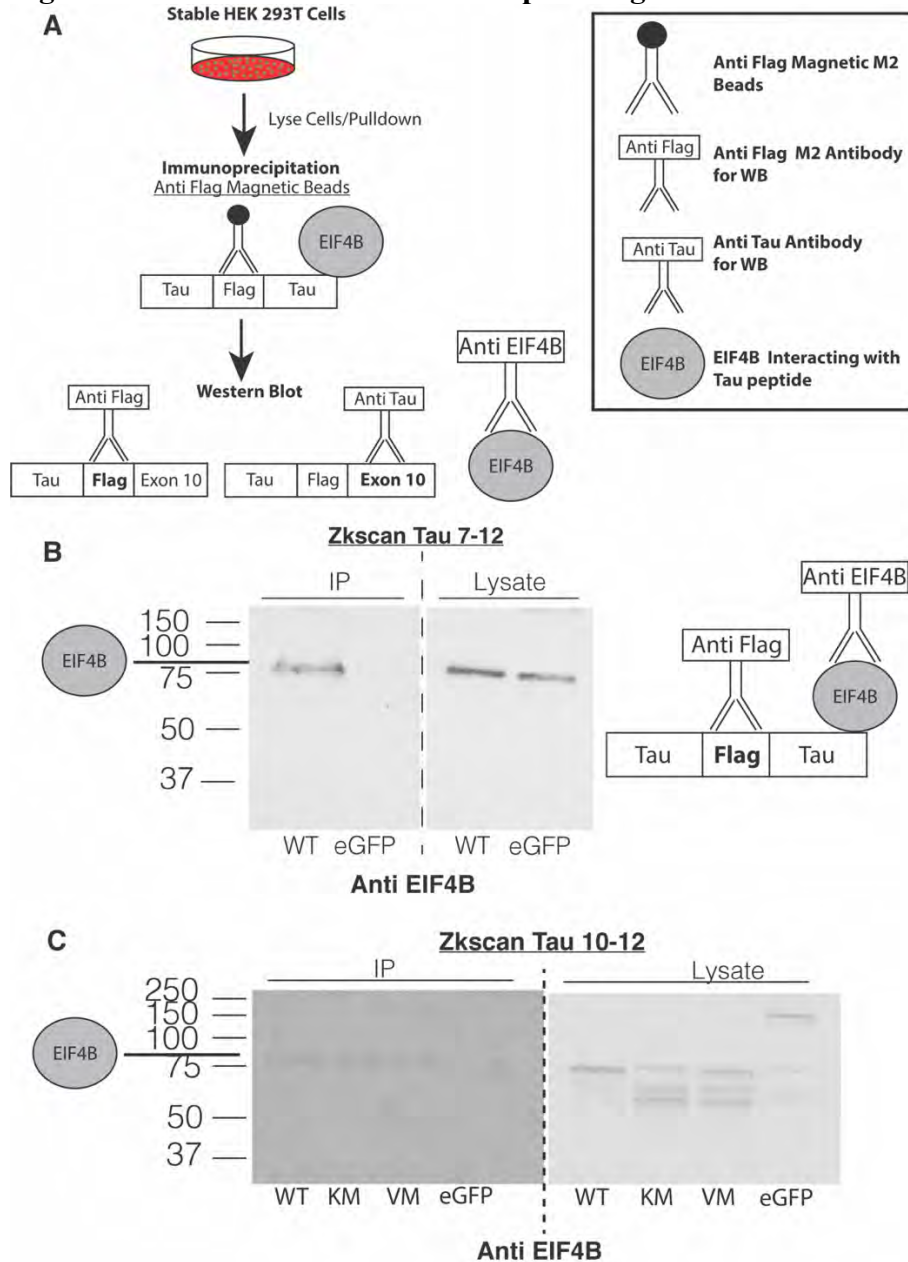 A
Stable HEK 293T Cells
Lyse Cells/Pulldown
Immunoprecipitation
Anti Flag Magnetic Beads
EIF4B
Tau
Flag
Tau
Western Blot
Anti Flag
Tau
Flag
Exon 10
Anti Tau
Tau
Flag
Exon 10
Anti EIF4B
EIF4B
Anti Flag Magnetic M2
Beads
Anti Flag
Anti Flag M2 Antibody
for WB
Anti Tau
Anti Tau Antibody
for WB
EIF4B
EIF4B Interacting with
Tau peptide
B
Zkscan Tau 7-12
IP
Lysate
EIF4B
150
100
75
50
37
WT eGFP
WT eGFP
Anti EIF4B
Anti EIF4B
Anti Flag
EIF4B
Tau
Flag
Tau
C
Zkscan Tau 10-12
IP
Lysate
EIF4B
250
150
100
75
50
37
WT KM VM eGFP
WT KM VM eGFP
Anti EIF4B